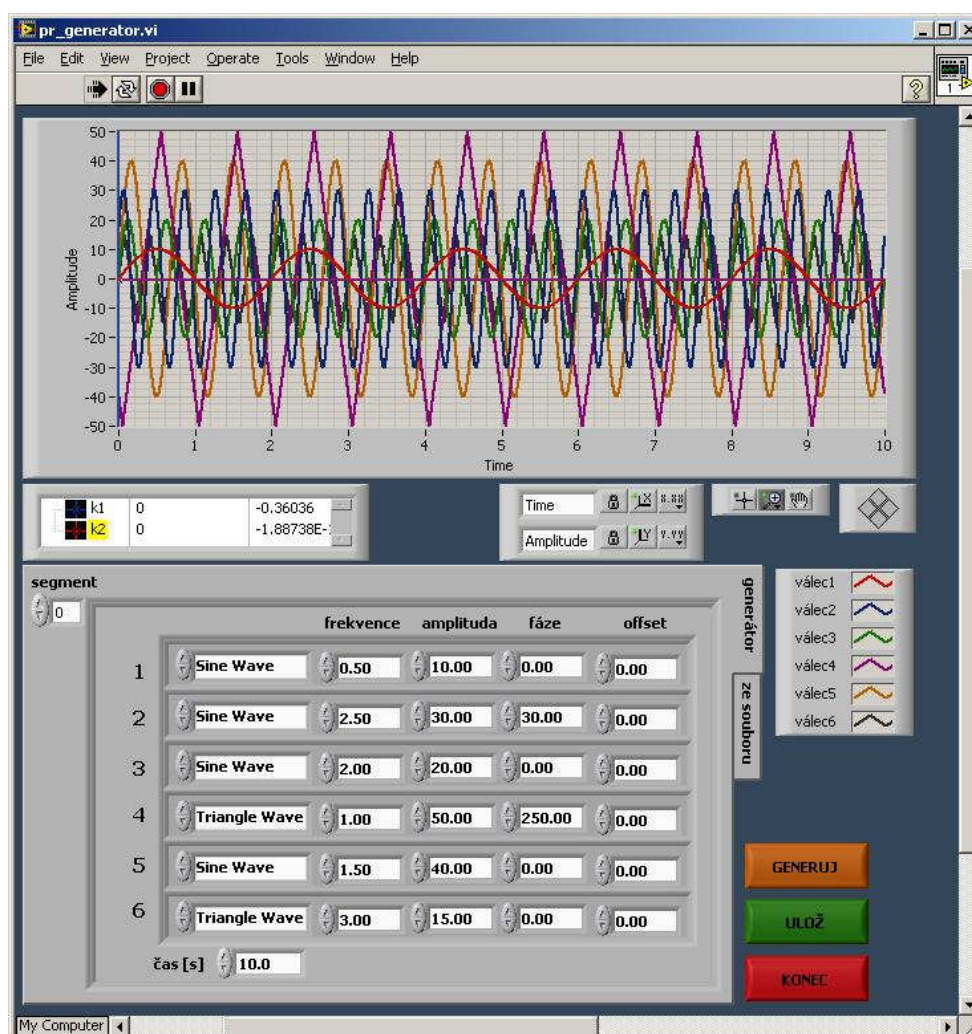 pr_generator.vi
File Edit View Project Operate Tools Window Help
1
50
40
30
20
10
0
-10
-20
-30
-40
-50
Amplitude
0 1 2 3 4 5 6 7 8 9 10
Time
k1 0 -0.36036
k2 0 -1.88738E-
Time
Amplitude
segment
0
frekvence amplituda fáze offset
1 Sine Wave 0.50 10.00 0.00 0.00
2 Sine Wave 2.50 30.00 30.00 0.00
3 Sine Wave 2.00 20.00 0.00 0.00
4 Triangle Wave 1.00 50.00 250.00 0.00
5 Sine Wave 1.50 40.00 0.00 0.00
6 Triangle Wave 3.00 15.00 0.00 0.00
čas [s] 10.0
generátor
ze souboru
válec1
válec2
válec3
válec4
válec5
válec6
GENERUJ
ULOŽ
KONEC
My Computer